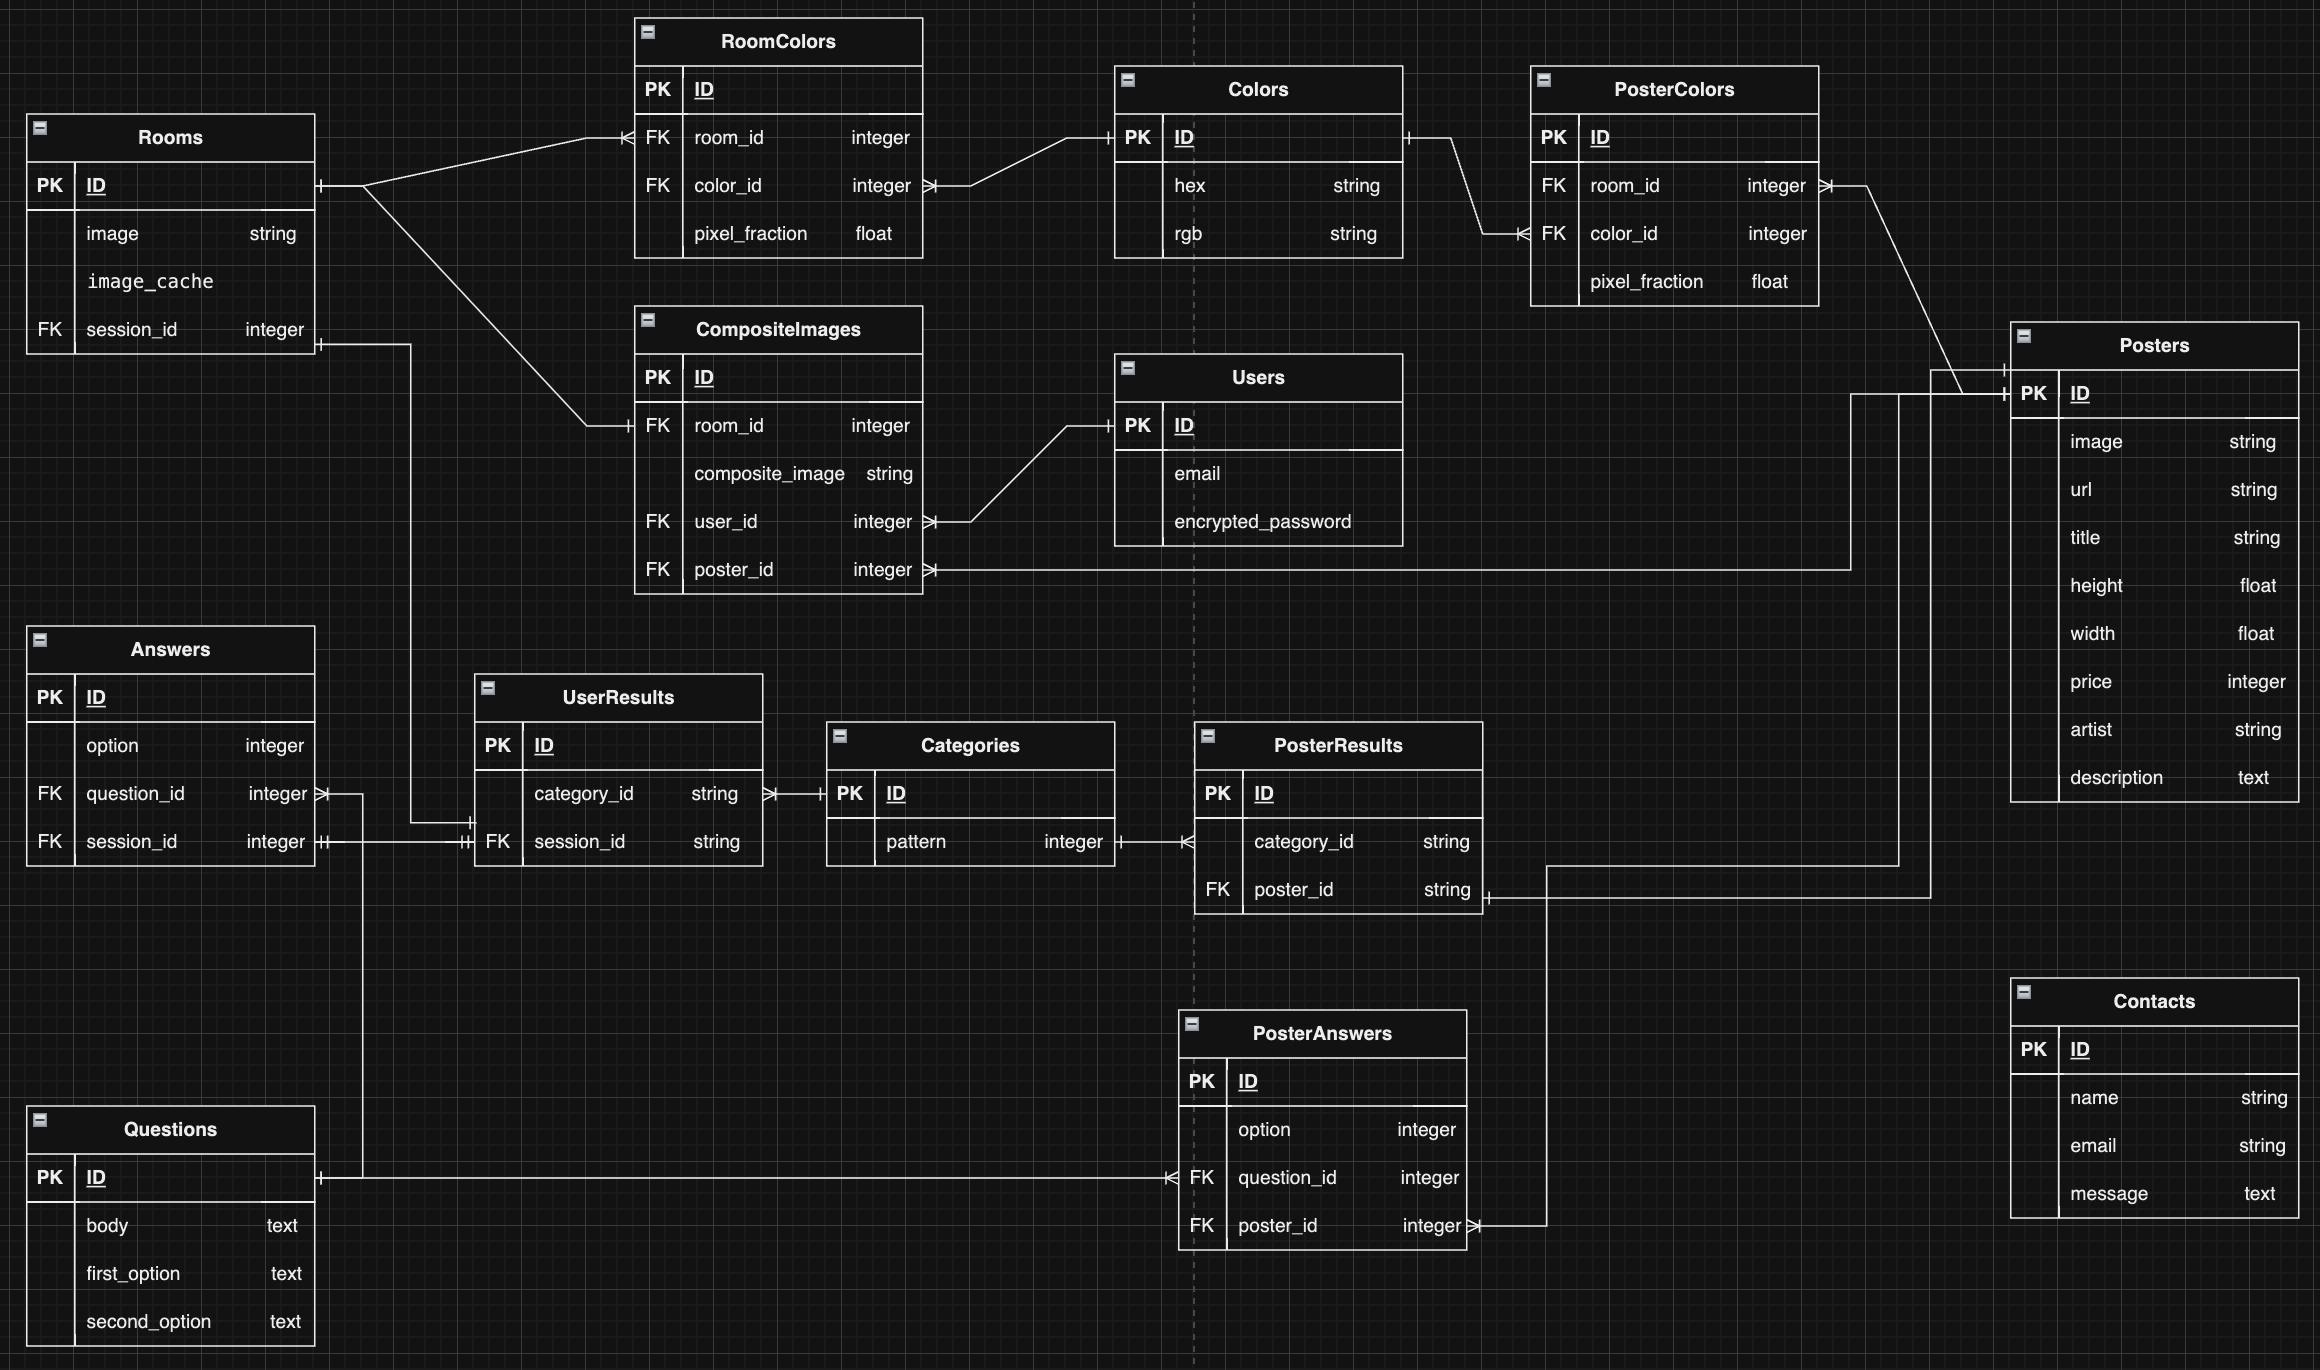 RoomColors
PK ID
FK room_id integer
FK color_id integer
pixel_fraction float
Colors
PK ID
hex string
rgb string
PosterColors
PK ID
FK room_id integer
FK color_id integer
pixel_fraction float
Rooms
PK ID
image string
image_cache
FK session_id integer
CompositeImages
PK ID
FK room_id integer
composite_image string
FK user_id integer
FK poster_id integer
Users
PK ID
email
encrypted_password
Posters
PK ID
image string
url string
title string
height float
width float
price integer
artist string
description text
Answers
PK ID
option integer
FK question_id integer
FK session_id integer
UserResults
PK ID
category_id string
FK session_id string
Categories
PK ID
pattern integer
PosterResults
PK ID
category_id string
FK poster_id string
PosterAnswers
PK ID
option integer
FK question_id integer
FK poster_id integer
Contacts
PK ID
name string
email string
message text
Questions
PK ID
body text
first_option text
second_option text